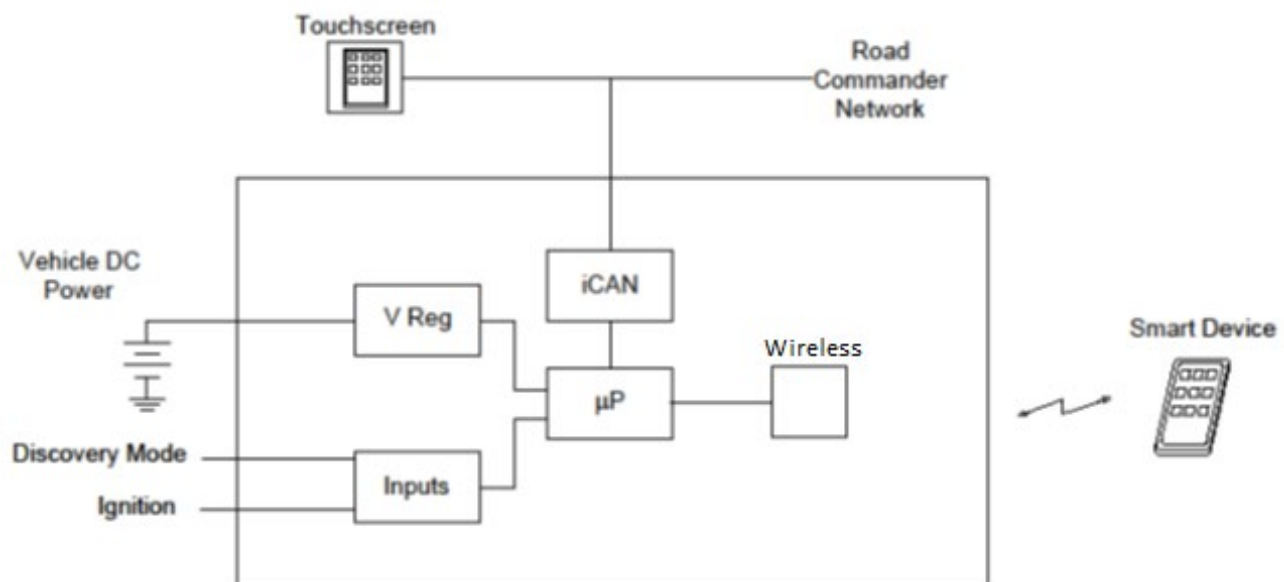 Touchscreen
Road
Commander
Network
Vehicle DC
Power
iCAN
V Reg
Wireless
Smart Device
µP
Discovery Mode
Inputs
Ignition